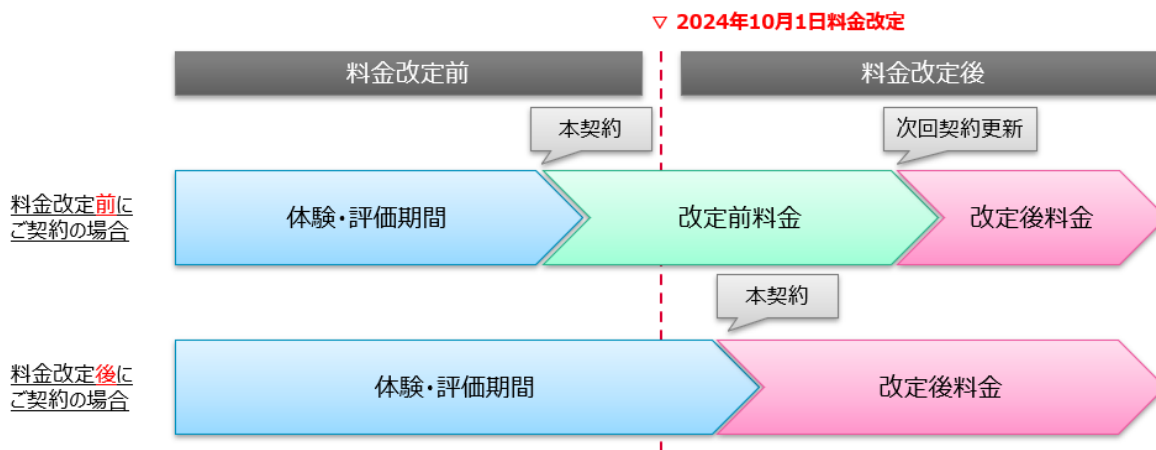 ▽ 2024年10月1日料金改定
料金改定前
料金改定後
本契約
次回契約更新
料金改定前に
ご契約の場合
体験・評価期間
改定前料金
改定後料金
本契約
料金改定後に
ご契約の場合
体験・評価期間
改定後料金